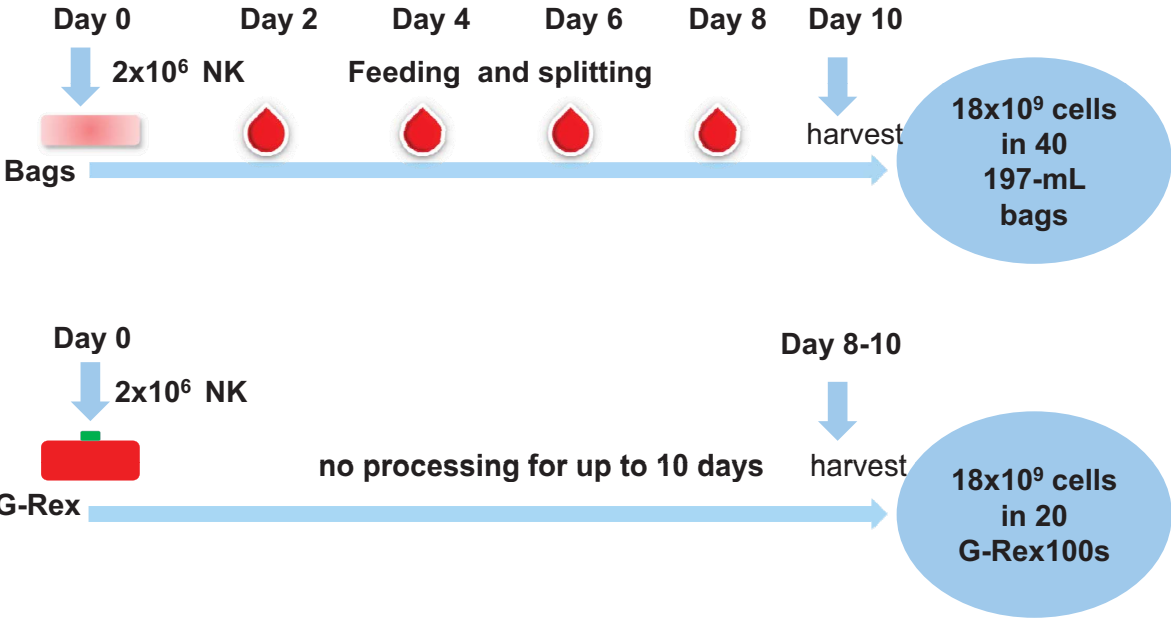 Day 0 Day 2 Day 4 Day 6 Day 8 Day 10
2x10⁶ NK Feeding and splitting
harvest
Bags
18x10⁹ cells
in 40
197-mL
bags
Day 0 Day 8-10
2x10⁶ NK
no processing for up to 10 days harvest
G-Rex
18x10⁹ cells
in 20
G-Rex100s